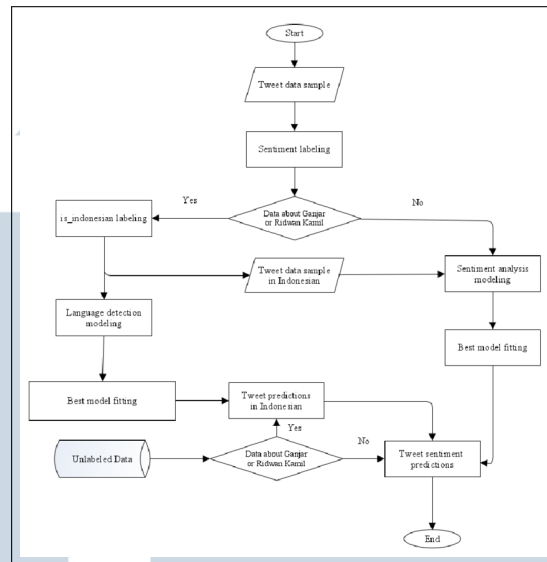 Start
Tweet data sample
Sentiment labeling
Yes
No
Data about Ganjar
or Ridwan Kamil
is_indonesian labeling
Tweet data sample
in Indonesian
Sentiment analysis
modeling
Language detection
modeling
Best model fitting
Best model fitting
Tweet predictions
in Indonesian
Yes
No
Unlabeled Data
Data about Ganjar
or Ridwan Kamil
Tweet sentiment
predictions
End